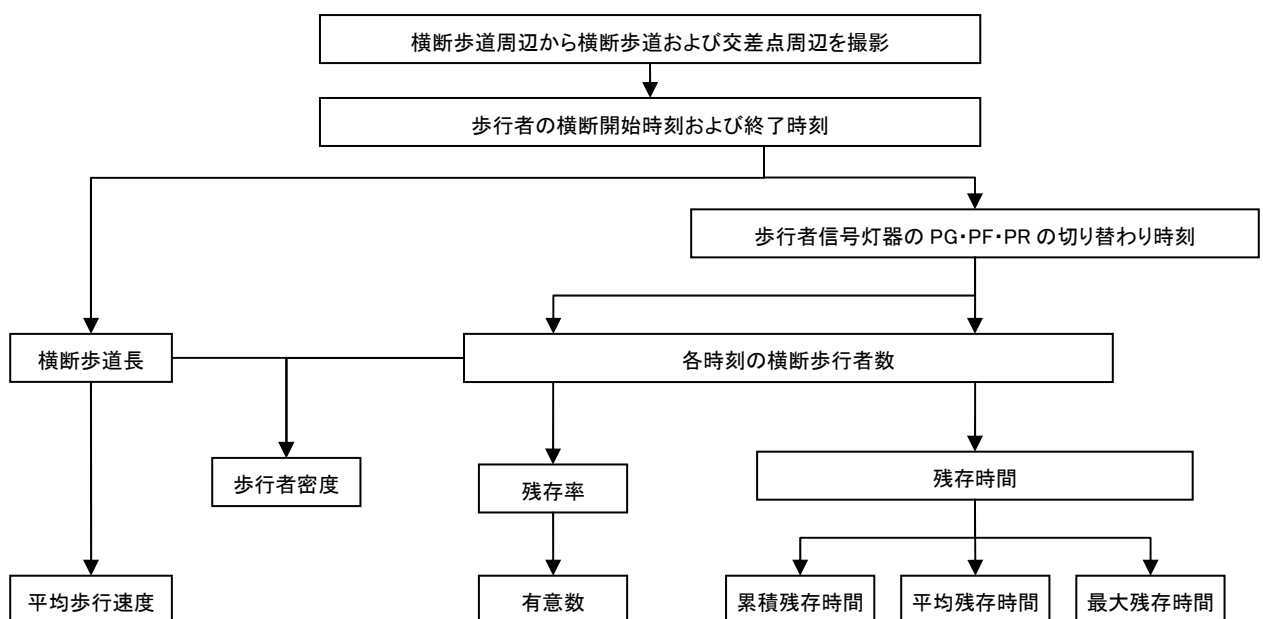 横断歩道周辺から横断歩道および交差点周辺を撮影
歩行者の横断開始時刻および終了時刻
歩行者信号灯器の PG・PF・PR の切り替わり時刻
横断歩道長
各時刻の横断歩行者数
歩行者密度
残存率
残存時間
平均歩行速度
有意数
累積残存時間
平均残存時間
最大残存時間